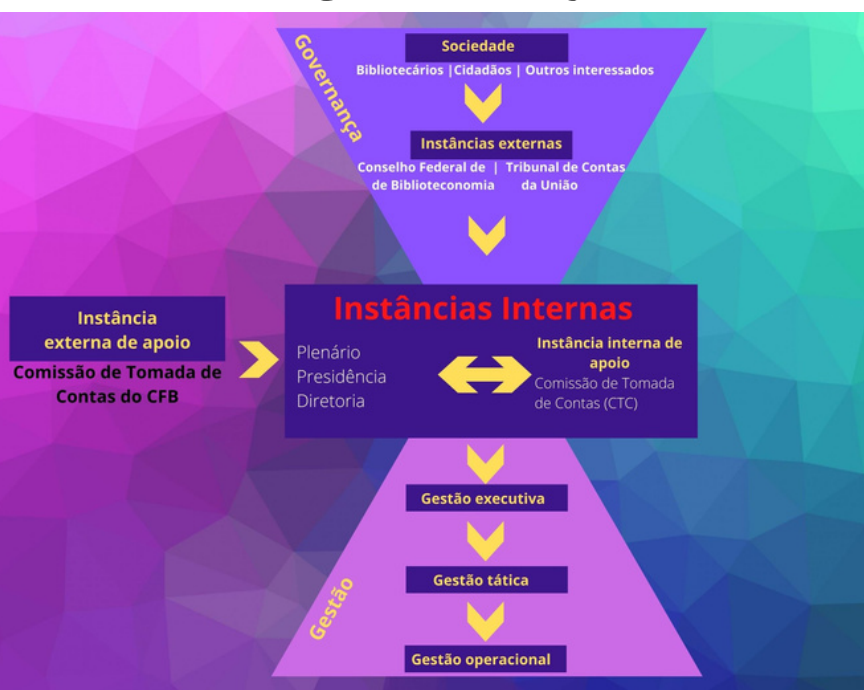 Governança
Sociedade
Bibliotecários |Cidadãos | Outros interessados
Instâncias externas
Conselho Federal de | Tribunal de Contas
de Biblioteconomia da União
Instância
externa de apoio
Comissão de Tomada de
Contas do CFB
Instâncias Internas
Plenário
Presidência
Diretoria
Instância interna de
apoio
Comissão de Tomada
de Contas (CTC)
Gestão
Gestão executiva
Gestão tática
Gestão operacional